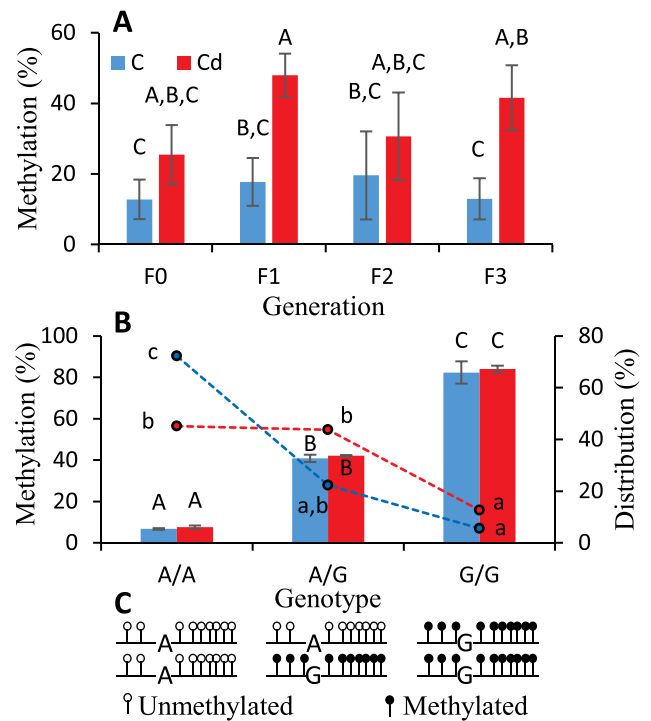 A
60
40
20
0
Methylation (%)
C Cd
C
A,B,C
B,C
A
B,C
A,B,C
C
A,B
F0 F1 F2 F3
Generation
B
100
80
60
40
20
0
Methylation (%)
80
60
40
20
0
Distribution (%)
c
b
A A
b
B
B
a,b
C C
a
a
A/A A/G G/G
Genotype
C
A A G
A G G
Unmethylated Methylated